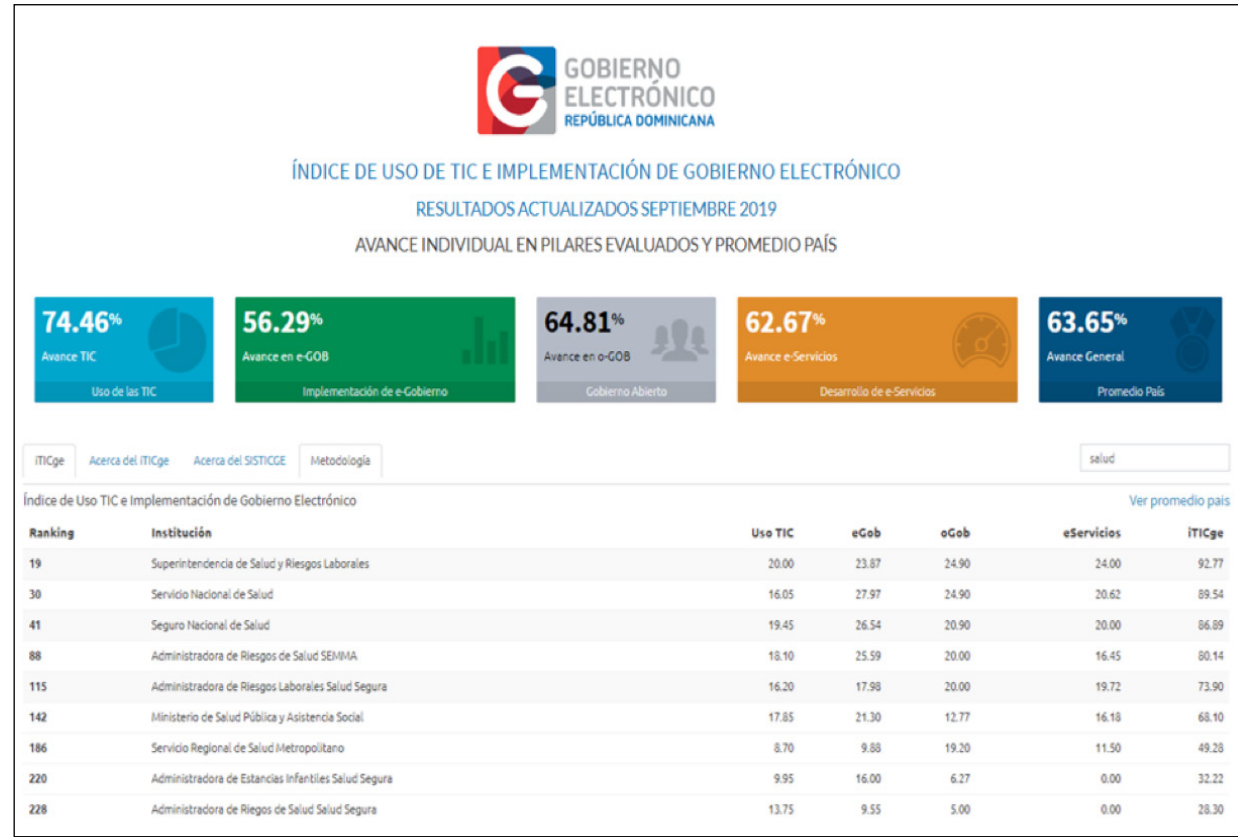 GOBIERNO
ELECTRÓNICO
REPÚBLICA DOMINICANA
ÍNDICE DE USO DE TIC E IMPLEMENTACIÓN DE GOBIERNO ELECTRÓNICO
RESULTADOS ACTUALIZADOS SEPTIEMBRE 2019
AVANCE INDIVIDUAL EN PILARES EVALUADOS Y PROMEDIO PAÍS
74.46% 56.29% 64.81% 62.67% 63.65%
Avance TIC Avance en e-GOB Avance en o-GOB Avance e-Servicios Avance General
Uso de las TIC Implementación de e-Gobierno Gobierno Abierto Desarrollo de e-Servicios Promedio País
iTICge Acerca del iTICge Acerca del SISTICGE Metodología salud
Índice de Uso TIC e Implementación de Gobierno Electrónico Ver promedio pais
Ranking Institución Uso TIC eGob oGob eServicios iTICge
19 Superintendencia de Salud y Riesgos Laborales 20.00 23.87 24.90 24.00 92.77
30 Servicio Nacional de Salud 16.05 27.97 24.90 20.62 89.54
41 Seguro Nacional de Salud 19.45 26.54 20.90 20.00 86.89
88 Administradora de Riesgos de Salud SEMMA 18.10 25.59 20.00 16.45 80.14
115 Administradora de Riesgos Laborales Salud Segura 16.20 17.98 20.00 19.72 73.90
142 Ministerio de Salud Pública y Asistencia Social 17.85 21.30 12.77 16.18 68.10
186 Servicio Regional de Salud Metropolitano 8.70 9.88 19.20 11.50 49.28
220 Administradora de Estancias Infantiles Salud Segura 9.95 16.00 6.27 0.00 32.22
228 Administradora de Riegos de Salud Salud Segura 13.75 9.55 5.00 0.00 28.30